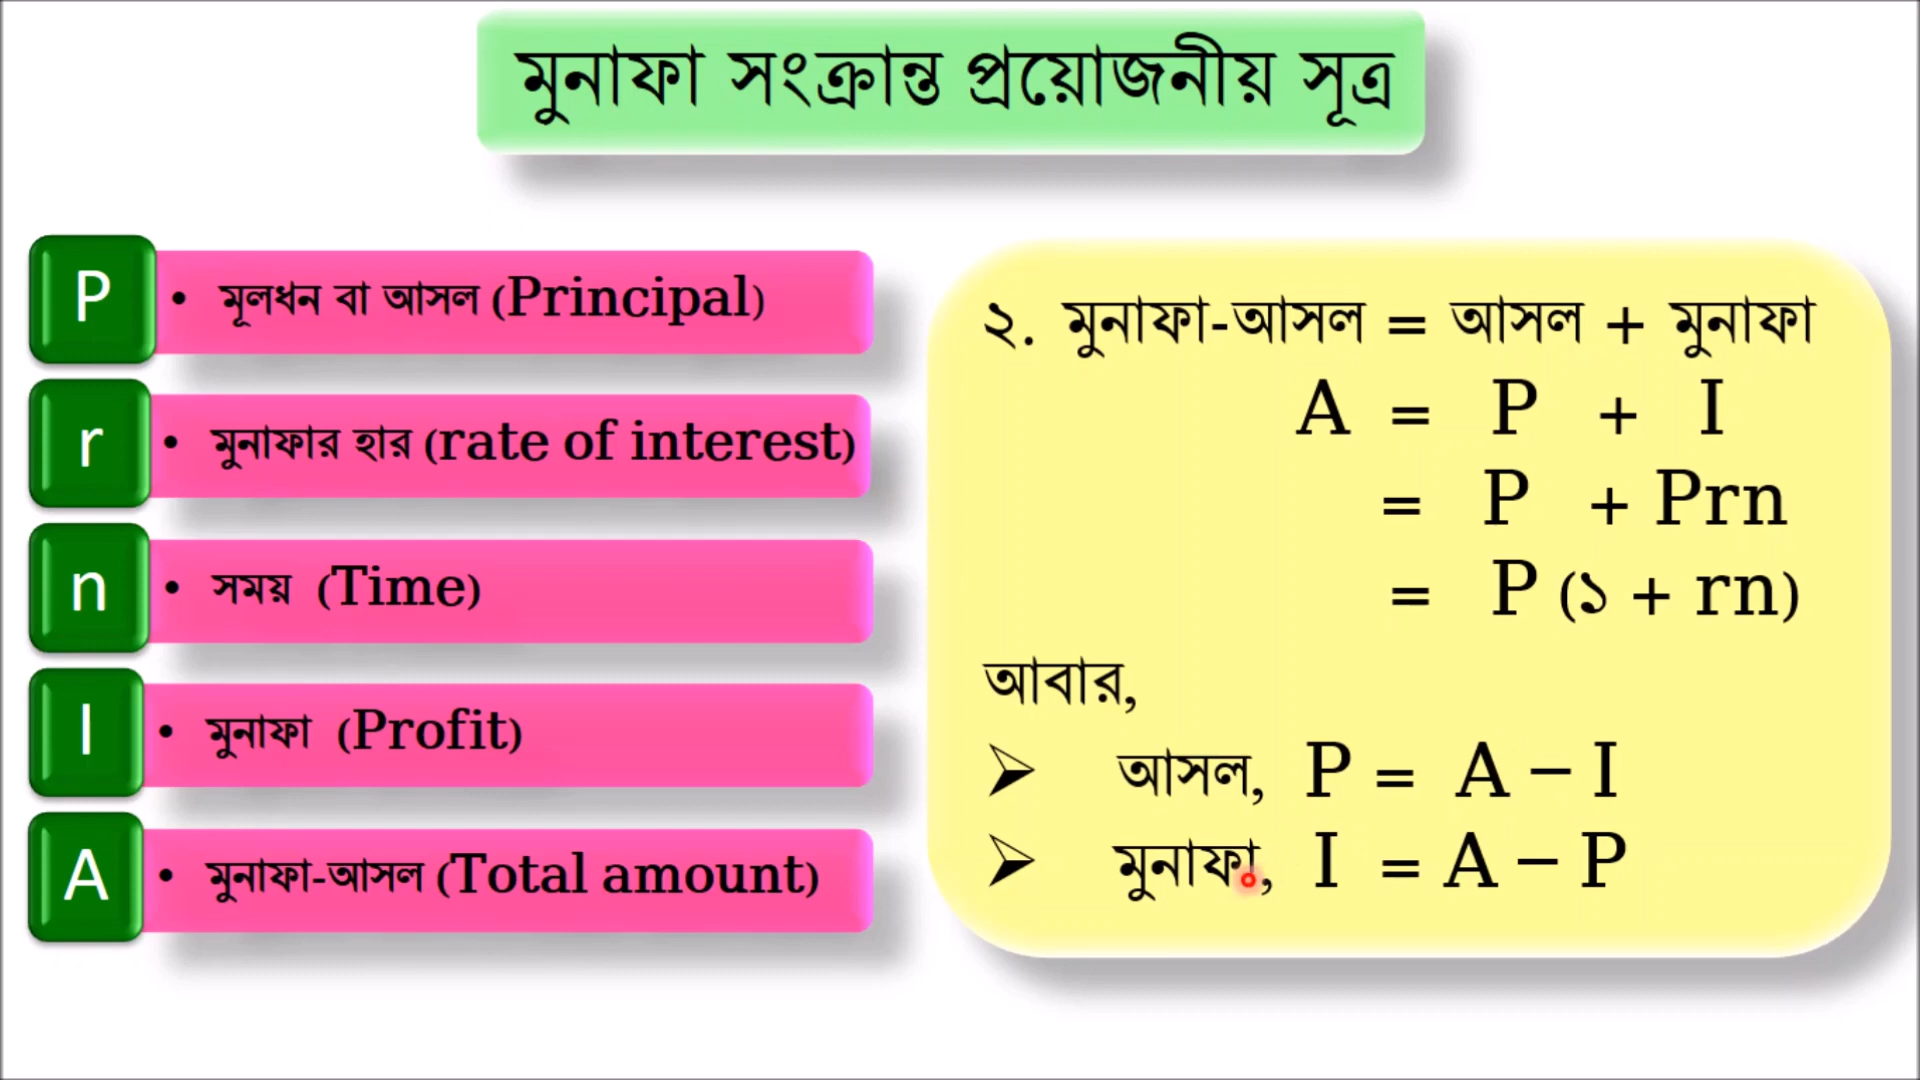 মুনাফা সংক্রান্ত প্রয়োজনীয় সূত্র
P • মূলধন বা আসল (Principal)
r • মুনাফার হার (rate of interest)
n • সময় (Time)
I • মুনাফা (Profit)
A • মুনাফা-আসল (Total amount)
২. মুনাফা-আসল = আসল + মুনাফা
A = P + I
= P + Prn
= P (১ + rn)
আবার,
➢ আসল, P = A – I
➢ মুনাফা, I = A – P